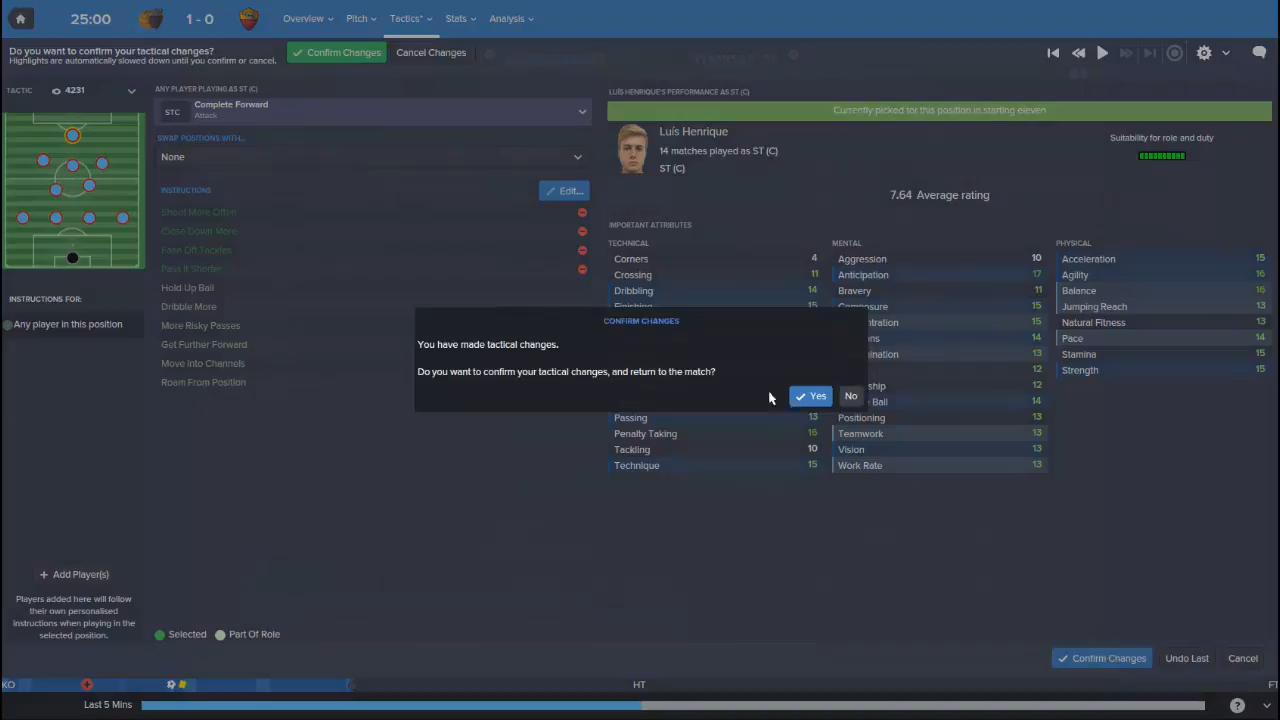 25:00
1 - 0
Overview
Pitch
Tactics*
Stats
Analysis
Do you want to confirm your tactical changes?
Highlights are automatically slowed down until you confirm or cancel.
Confirm Changes
Cancel Changes
TACTIC
4231
ANY PLAYER PLAYING AS ST (C)
STC
Complete Forward
Attack
SWAP POSITIONS WITH...
None
INSTRUCTIONS
Edit...
Shoot More Often
Close Down More
Ease Off Tackles
Pass It Shorter
Hold Up Ball
Dribble More
More Risky Passes
Get Further Forward
Move Into Channels
Roam From Position
INSTRUCTIONS FOR:
Any player in this position
Add Player(s)
Players added here will follow
their own personalised
instructions when playing in the
selected position.
Selected
Part Of Role
LUÍS HENRIQUE'S PERFORMANCE AS ST (C)
Currently picked for this position in starting eleven
Luís Henrique
14 matches played as ST (C)
ST (C)
Suitability for role and duty
7.64 Average rating
IMPORTANT ATTRIBUTES
TECHNICAL
Corners 4
Crossing 11
Dribbling 14
Finishing 15
Passing 13
Penalty Taking 16
Tackling 10
Technique 15
MENTAL
Aggression 10
Anticipation 17
Bravery 11
Composure 15
ntration 15
ons 14
mination 13
12
ship 12
e Ball 14
Positioning 13
Teamwork 13
Vision 13
Work Rate 13
PHYSICAL
Acceleration 15
Agility 16
Balance 16
Jumping Reach 13
Natural Fitness 13
Pace 14
Stamina 15
Strength 15
CONFIRM CHANGES
You have made tactical changes.
Do you want to confirm your tactical changes, and return to the match?
Yes
No
Confirm Changes
Undo Last
Cancel
KO
HT
FT
Last 5 Mins
?